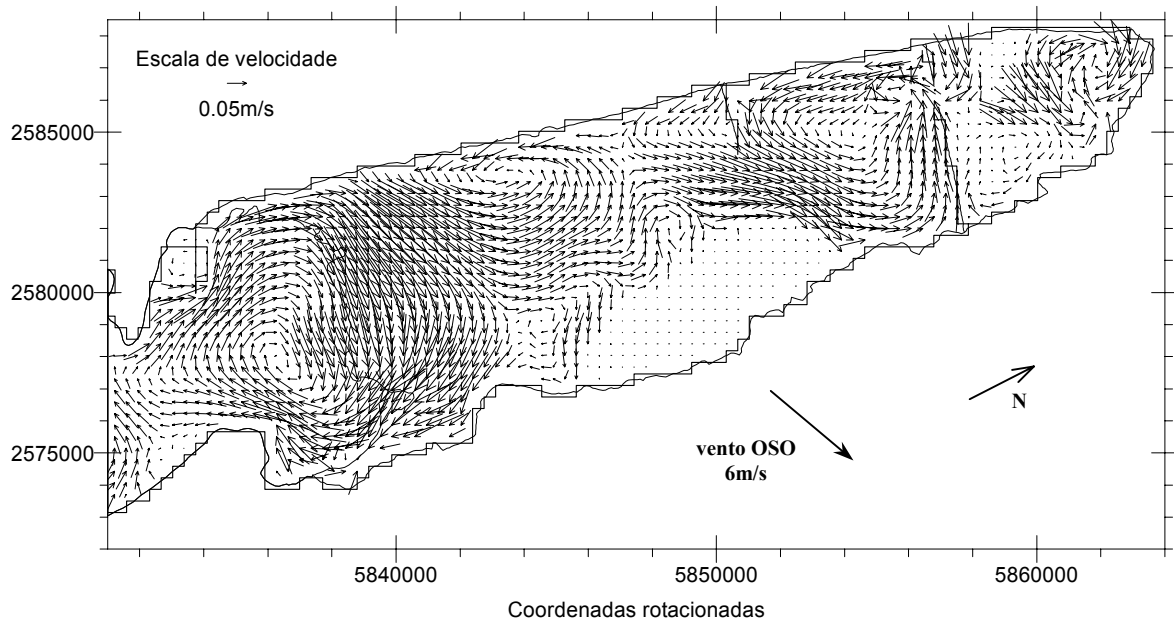 Escala de velocidade
0.05m/s
2585000
2580000
2575000
N
vento OSO
6m/s
5840000
5850000
5860000
Coordenadas rotacionadas